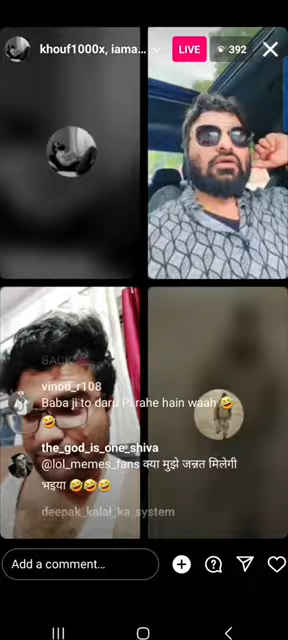 khouf1000x, iama...
LIVE
392
BACK
vinod_r108
Baba ji to daru Pi rahe hain waah 🤣
🤣
the_god_is_one_shiva
@lol_memes_fans क्या मुझे जन्नत मिलेगी
भइया 🤣🤣🤣
deepak_kalal_ka_system
Add a comment...